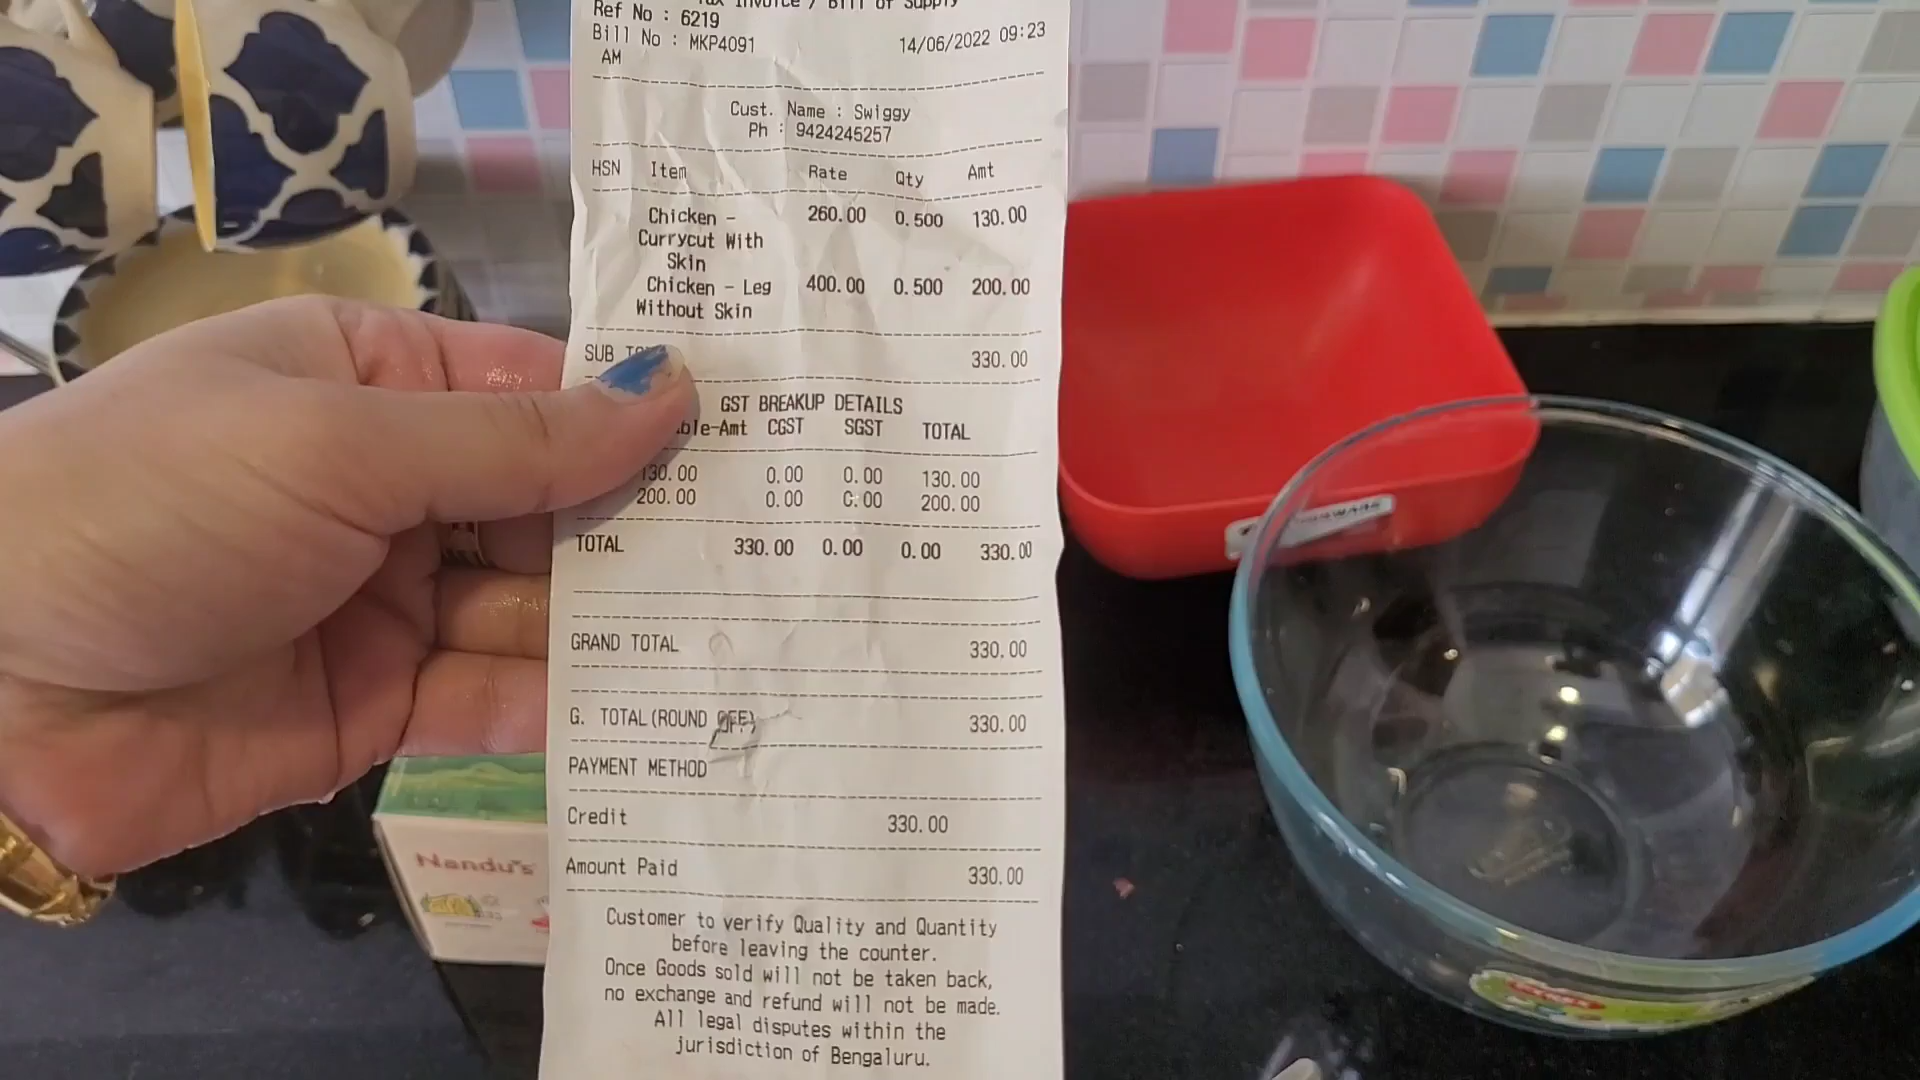 Invoice / Bill of Supply
Ref No : 6219
Bill No : MKP4091 14/06/2022 09:23
AM
Cust. Name : Swiggy
Ph : 9424245257
HSN Item Rate Qty Amt
Chicken - 260.00 0.500 130.00
Currycut With
Skin
Chicken - Leg 400.00 0.500 200.00
Without Skin
SUB 330.00
GST BREAKUP DETAILS
ble-Amt CGST SGST TOTAL
130.00 0.00 0.00 130.00
200.00 0.00 0.00 200.00
TOTAL 330.00 0.00 0.00 330.00
GRAND TOTAL 330.00
G. TOTAL(ROUND OFF) 330.00
PAYMENT METHOD
Credit 330.00
Amount Paid 330.00
Customer to verify Quality and Quantity
before leaving the counter.
Once Goods sold will not be taken back,
no exchange and refund will not be made.
All legal disputes within the
jurisdiction of Bengaluru.
Nandu's